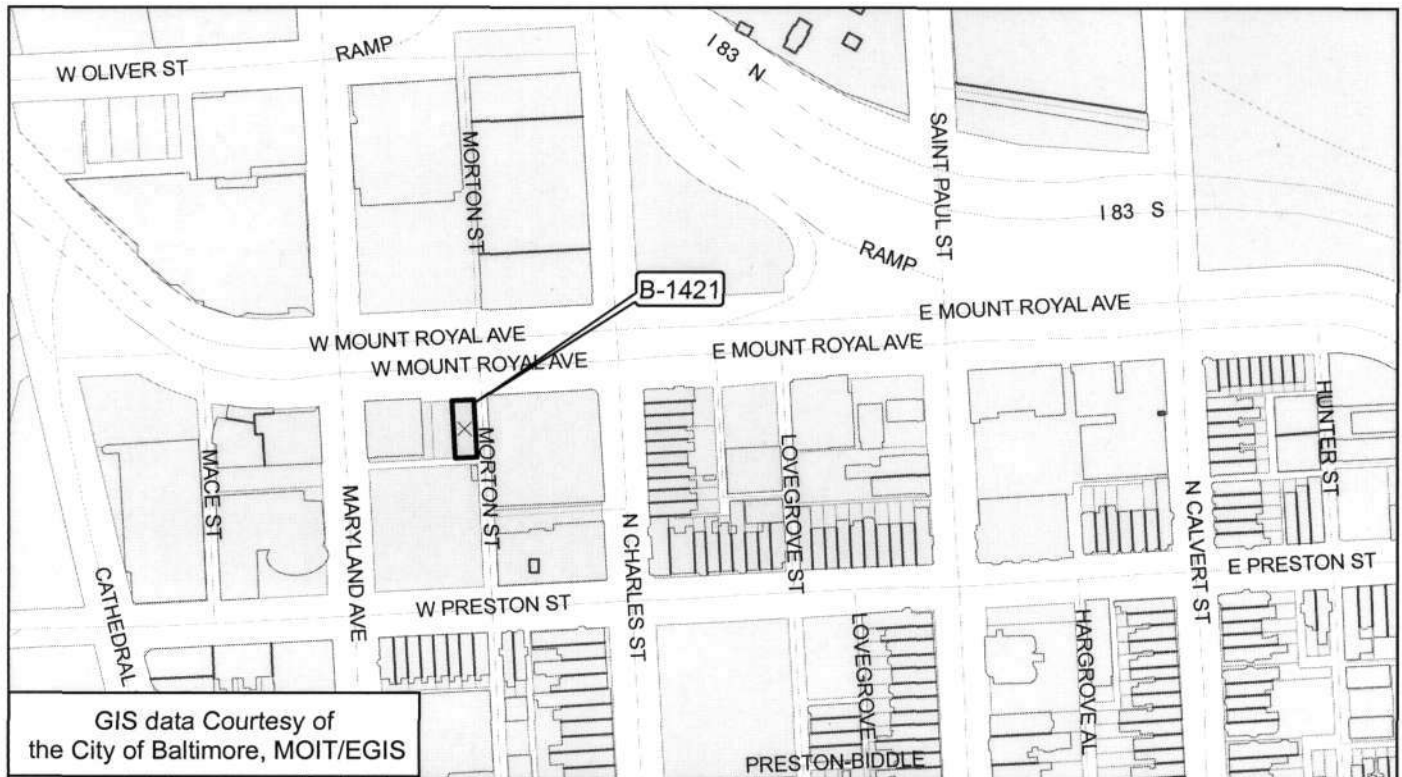 W OLIVER ST
RAMP
I 83 N
MORTON ST
SAINT PAUL ST
I 83 S
RAMP
B-1421
E MOUNT ROYAL AVE
W MOUNT ROYAL AVE
E MOUNT ROYAL AVE
W MOUNT ROYAL AVE
MACE ST
MARYLAND AVE
MORTON ST
N CHARLES ST
LOVEGROVE ST
N CALVERT ST
HUNTER ST
CATHEDRAL
W PRESTON ST
E PRESTON ST
LOVEGROVE
HARGROVE AL
PRESTON-BIDDLE
GIS data Courtesy of
the City of Baltimore, MOIT/EGIS